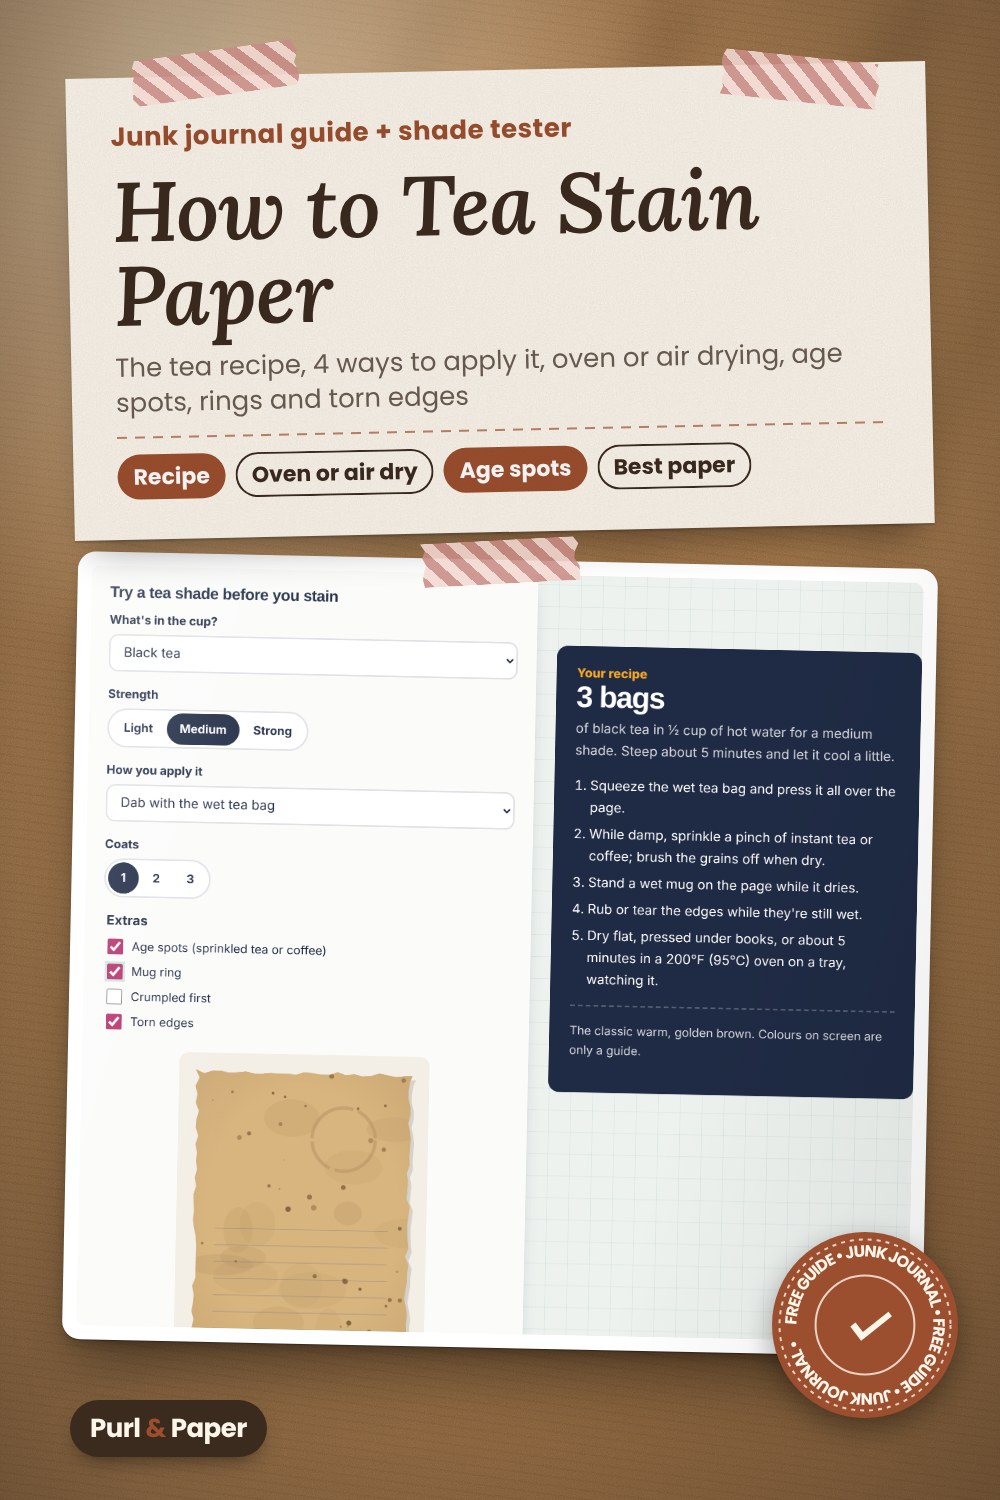 Junk journal guide + shade tester
How to Tea Stain
Paper
The tea recipe, 4 ways to apply it, oven or air drying, age
spots, rings and torn edges
Recipe
Oven or air dry
Age spots
Best paper
Try a tea shade before you stain
What's in the cup?
Black tea
Strength
Light
Medium
Strong
How you apply it
Dab with the wet tea bag
Coats
1
2
3
Extras
Age spots (sprinkled tea or coffee)
Mug ring
Crumpled first
Torn edges
Your recipe
3 bags
of black tea in ½ cup of hot water for a medium
shade. Steep about 5 minutes and let it cool a little.
1. Squeeze the wet tea bag and press it all over the
page.
2. While damp, sprinkle a pinch of instant tea or
coffee; brush the grains off when dry.
3. Stand a wet mug on the page while it dries.
4. Rub or tear the edges while they're still wet.
5. Dry flat, pressed under books, or about 5
minutes in a 200°F (95°C) oven on a tray,
watching it.
The classic warm, golden brown. Colours on screen are
only a guide.
FREE GUIDE • JUNK JOURNAL • FREE GUIDE • JUNK JOURNAL •
Purl & Paper